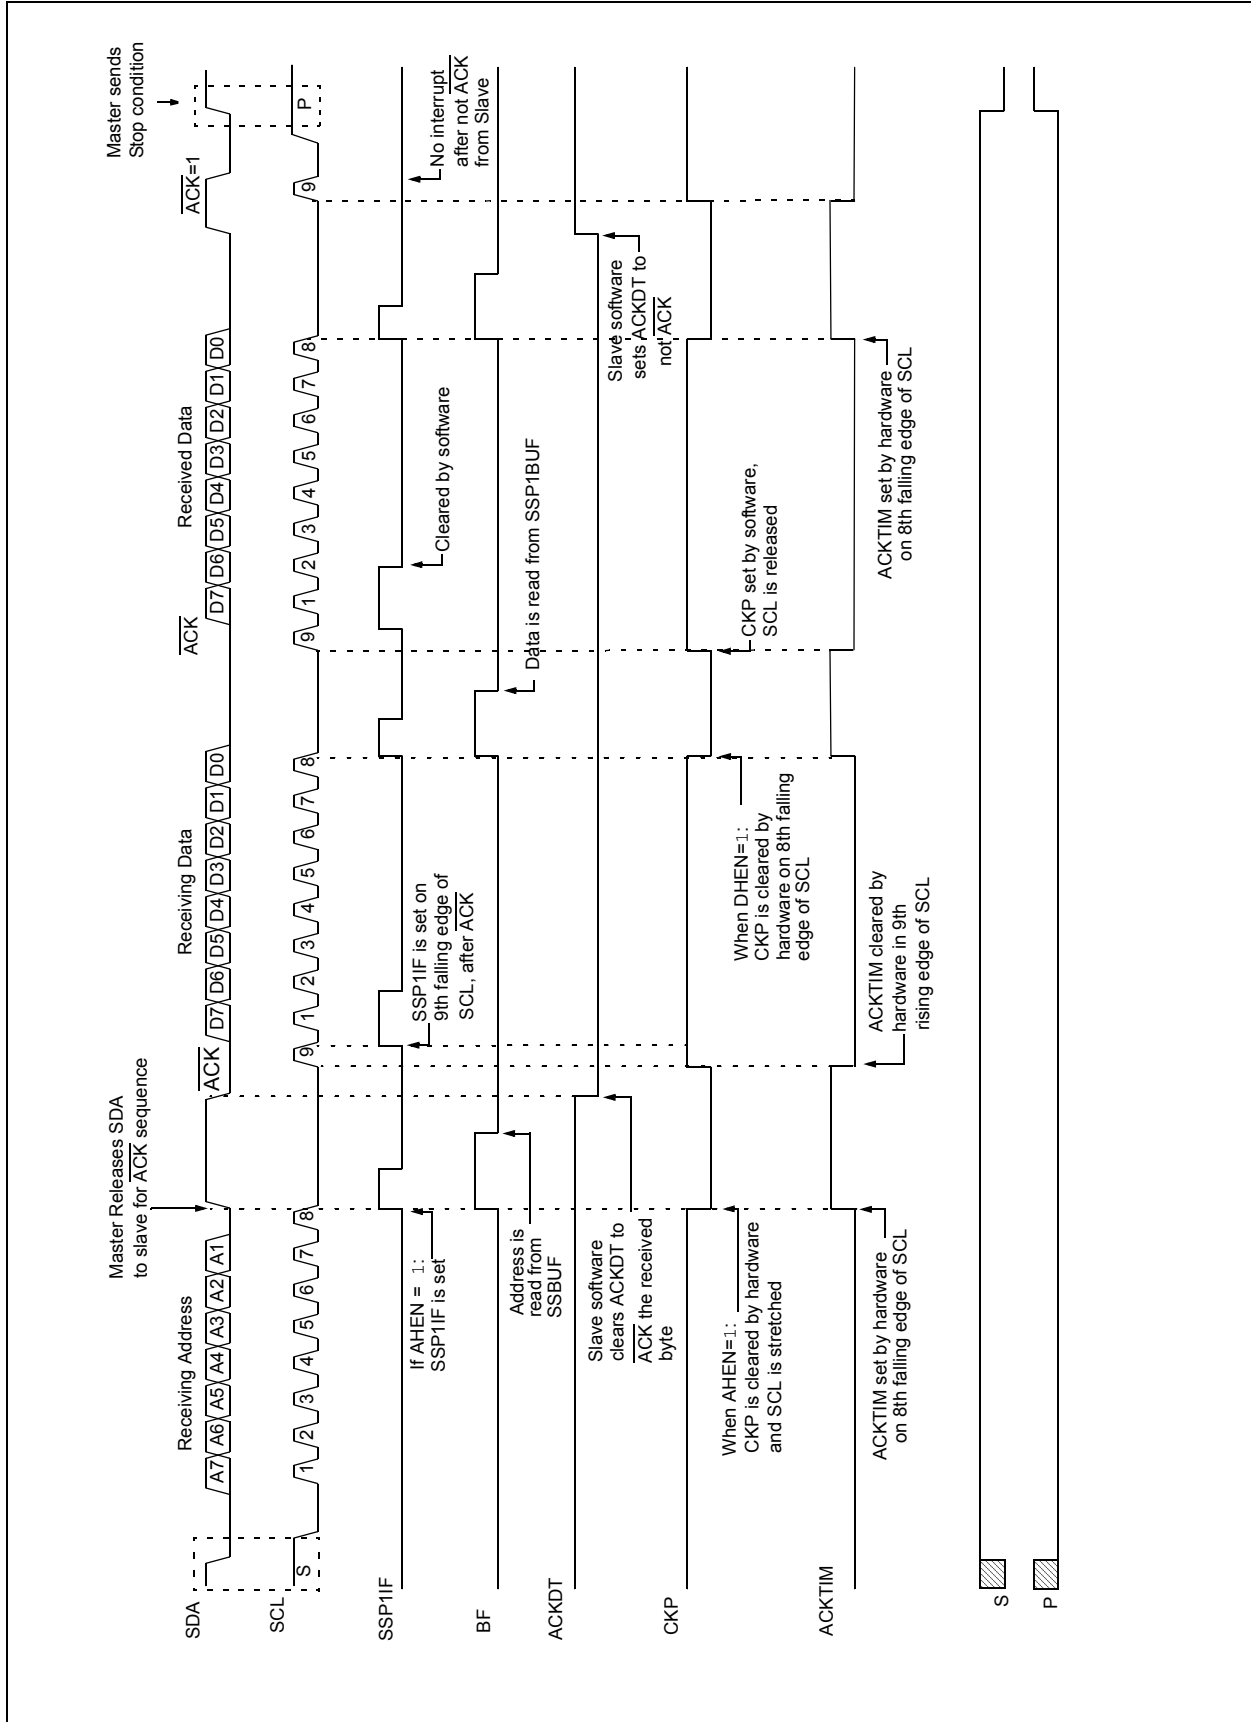 Master Releases SDA
to slave for ACK sequence
Master sends
Stop condition
Receiving Address
Receiving Data
Received Data
ACK
ACK
ACK=1
SDA
A7 A6 A5 A4 A3 A2 A1
D7 D6 D5 D4 D3 D2 D1 D0
D7 D6 D5 D4 D3 D2 D1 D0
SCL
S
1 2 3 4 5 6 7 8
9
1 2 3 4 5 6 7 8
9
1 2 3 4 5 6 7 8
9
P
SSP1IF
If AHEN = 1:
SSP1IF is set
SSP1IF is set on
9th falling edge of
SCL, after ACK
Cleared by software
No interrupt
after not ACK
from Slave
BF
Address is
read from
SSBUF
Data is read from SSP1BUF
ACKDT
Slave software
clears ACKDT to
ACK the received
byte
Slave software
sets ACKDT to
not ACK
CKP
When AHEN=1:
CKP is cleared by hardware
and SCL is stretched
When DHEN=1:
CKP is cleared by
hardware on 8th falling
edge of SCL
CKP set by software,
SCL is released
ACKTIM
ACKTIM set by hardware
on 8th falling edge of SCL
ACKTIM cleared by
hardware in 9th
rising edge of SCL
ACKTIM set by hardware
on 8th falling edge of SCL
S
P